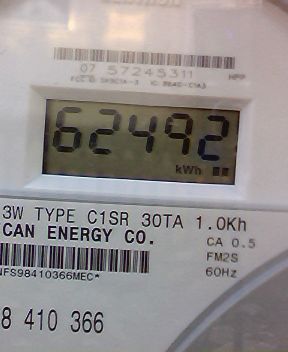 07 57245311
HPP
62492
kWh
3W TYPE C1SR 30TA 1.0Kh
CAN ENERGY CO.
CA 0.5
FM2S
60Hz
NFS98410366MEC*
8 410 366